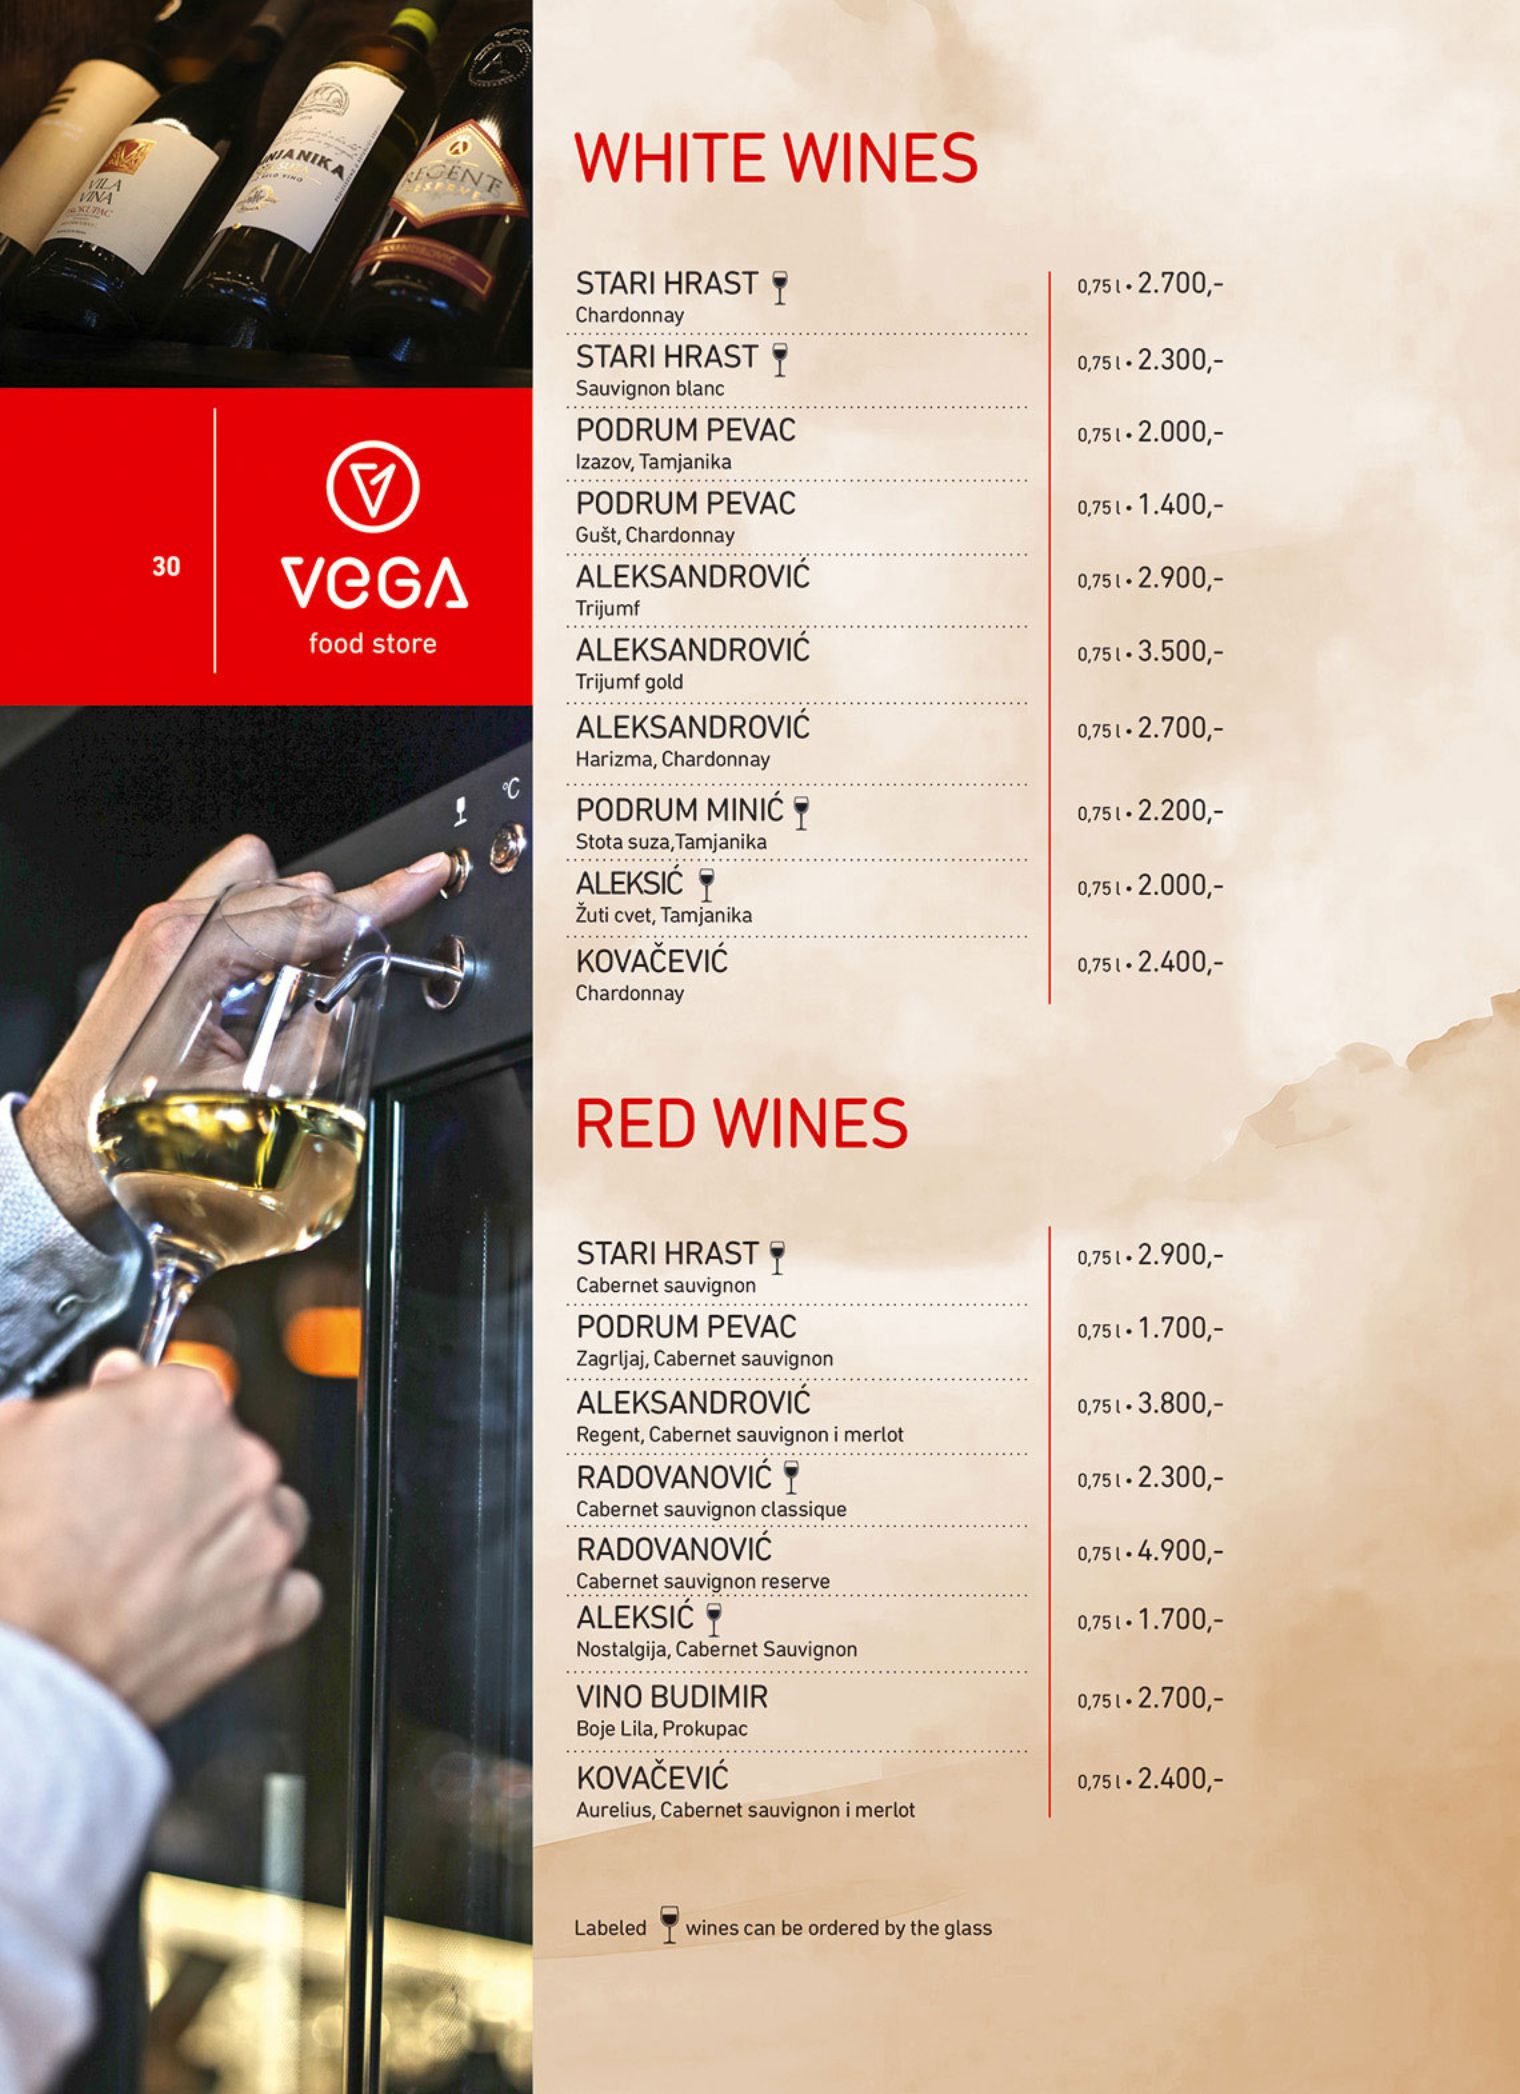 VILA
VINA
PROKUPAC
REGENT
RESERVE
30
VEGA
food store
°C
WHITE WINES
STARI HRAST
Chardonnay
0,75 l • 2.700,-
STARI HRAST
Sauvignon blanc
0,75 l • 2.300,-
PODRUM PEVAC
Izazov, Tamjanika
0,75 l • 2.000,-
PODRUM PEVAC
Gušt, Chardonnay
0,75 l • 1.400,-
ALEKSANDROVIĆ
Trijumf
0,75 l • 2.900,-
ALEKSANDROVIĆ
Trijumf gold
0,75 l • 3.500,-
ALEKSANDROVIĆ
Harizma, Chardonnay
0,75 l • 2.700,-
PODRUM MINIĆ
Stota suza,Tamjanika
0,75 l • 2.200,-
ALEKSIĆ
Žuti cvet, Tamjanika
0,75 l • 2.000,-
KOVAČEVIĆ
Chardonnay
0,75 l • 2.400,-
RED WINES
STARI HRAST
Cabernet sauvignon
0,75 l • 2.900,-
PODRUM PEVAC
Zagrljaj, Cabernet sauvignon
0,75 l • 1.700,-
ALEKSANDROVIĆ
Regent, Cabernet sauvignon i merlot
0,75 l • 3.800,-
RADOVANOVIĆ
Cabernet sauvignon classique
0,75 l • 2.300,-
RADOVANOVIĆ
Cabernet sauvignon reserve
0,75 l • 4.900,-
ALEKSIĆ
Nostalgija, Cabernet Sauvignon
0,75 l • 1.700,-
VINO BUDIMIR
Boje Lila, Prokupac
0,75 l • 2.700,-
KOVAČEVIĆ
Aurelius, Cabernet sauvignon i merlot
0,75 l • 2.400,-
Labeled wines can be ordered by the glass